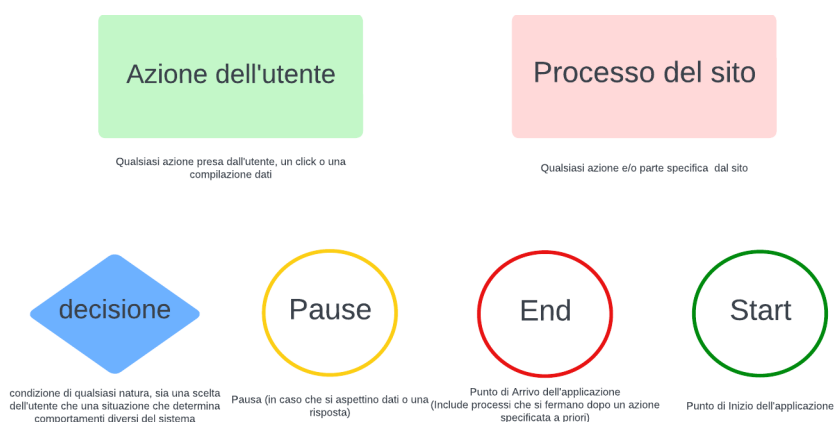 Azione dell'utente
Processo del sito
Qualsiasi azione presa dall'utente, un click o una
compilazione dati
Qualsiasi azione e/o parte specifica dal sito
decisione
Pause
End
Start
condizione di qualsiasi natura, sia una scelta
dell'utente che una situazione che determina
comportamenti diversi del sistema
Pausa (in caso che si aspettino dati o una
risposta)
Punto di Arrivo dell'applicazione
(Include processi che si fermano dopo un azione
specificata a priori)
Punto di Inizio dell'applicazione